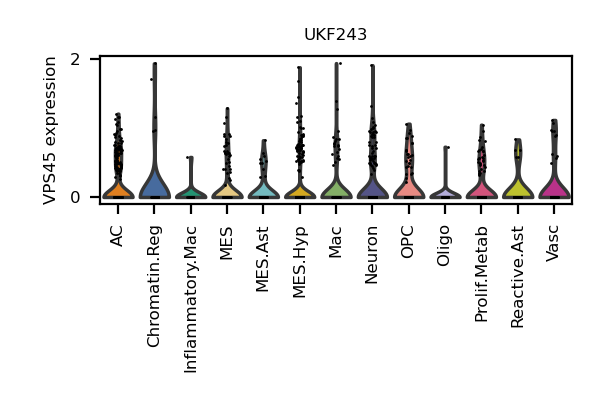 UKF243
VPS45 expression
2
0
AC
Chromatin.Reg
Inflammatory.Mac
MES
MES.Ast
MES.Hyp
Mac
Neuron
OPC
Oligo
Prolif.Metab
Reactive.Ast
Vasc